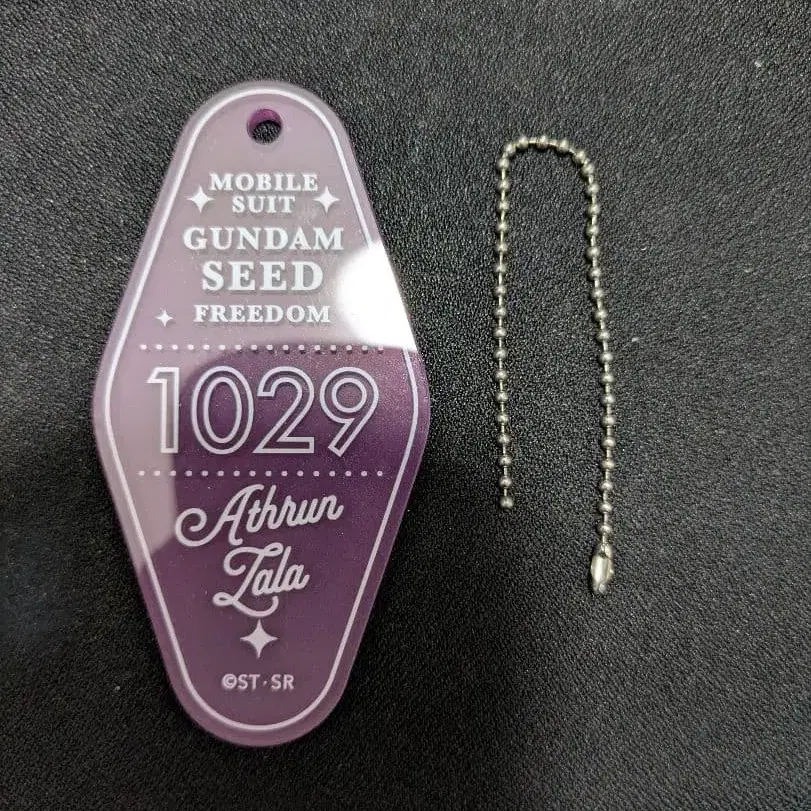 MOBILE
SUIT
GUNDAM
SEED
FREEDOM
1029
Athrun
Zala
©ST・SR